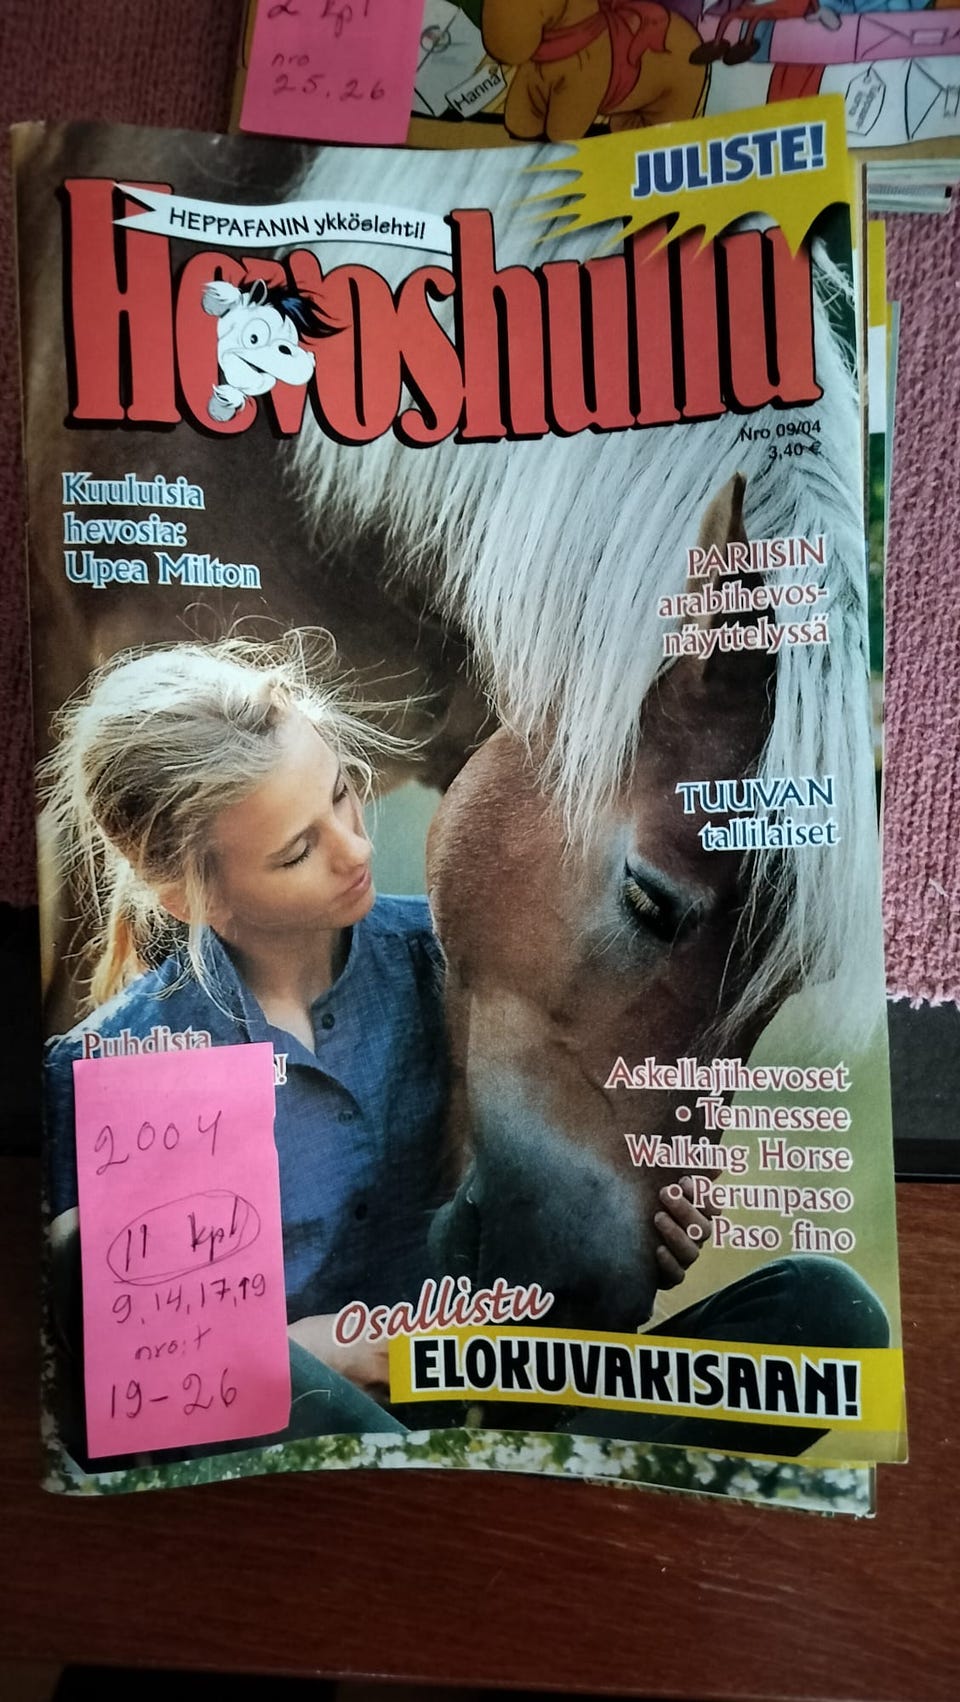 2 kpl
nro
25.26
Hanna
JULISTE!
HEPPAFANIN ykköslehti!
Hevoshullu
Nro 09/04
3,40 €
Kuuluisia
hevosia:
Upea Milton
PARIISIN
arabihevos-
näyttelyssä
TUUVAN
tallilaiset
Puhdista
!
2004
11 kpl
9.14,17,19
nro:t
19-26
Askellajihevoset
• Tennessee
Walking Horse
• Perunpaso
• Paso fino
Osallistu
ELOKUVAKISAAN!